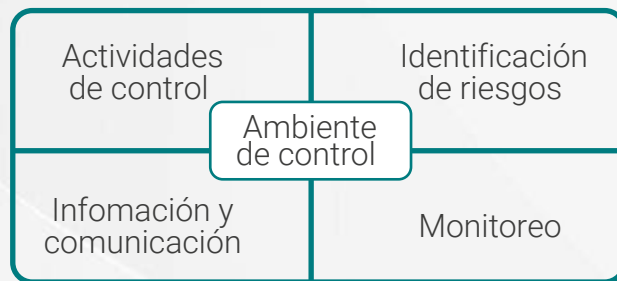 Actividades
de control
Identificación
de riesgos
Ambiente
de control
Infomación y
comunicación
Monitoreo